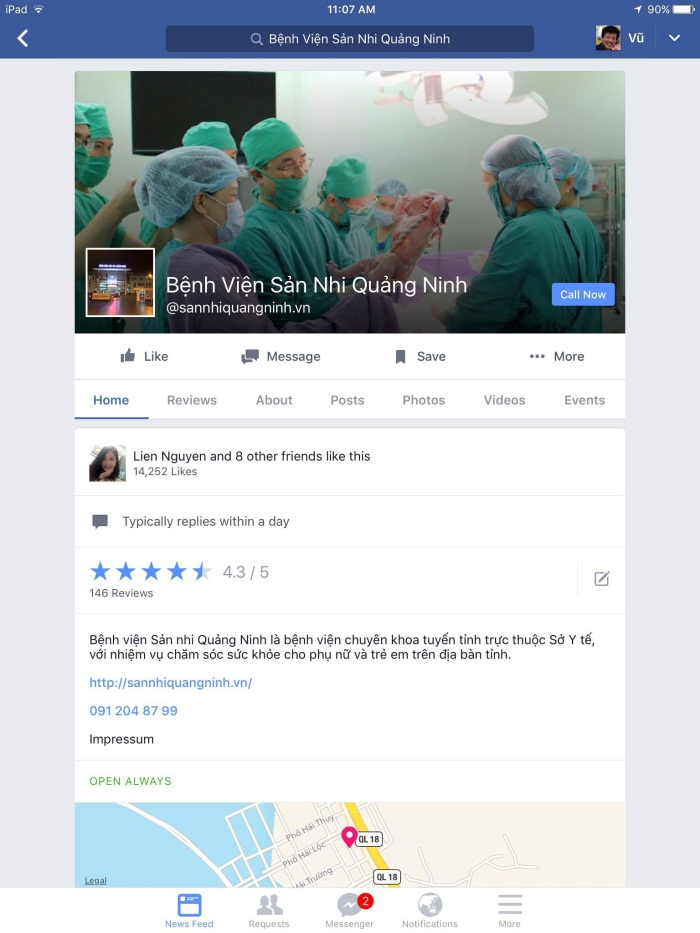 iPad
11:07 AM
90%
Bệnh Viện Sản Nhi Quảng Ninh
Vũ
Bệnh Viện Sản Nhi Quảng Ninh
@sannhiquangninh.vn
Call Now
Like
Message
Save
More
Home
Reviews
About
Posts
Photos
Videos
Events
Lien Nguyen and 8 other friends like this
14,252 Likes
Typically replies within a day
4.3 / 5
146 Reviews
Bệnh viện Sản nhi Quảng Ninh là bệnh viện chuyên khoa tuyến tỉnh trực thuộc Sở Y tế,
với nhiệm vụ chăm sóc sức khỏe cho phụ nữ và trẻ em trên địa bàn tỉnh.
http://sannhiquangninh.vn/
091 204 87 99
Impressum
OPEN ALWAYS
Phố Hải Thụy
QL 18
Phố Hải Lộc
Hải Trường
QL 18
Legal
News Feed
Requests
2
Messenger
Notifications
More